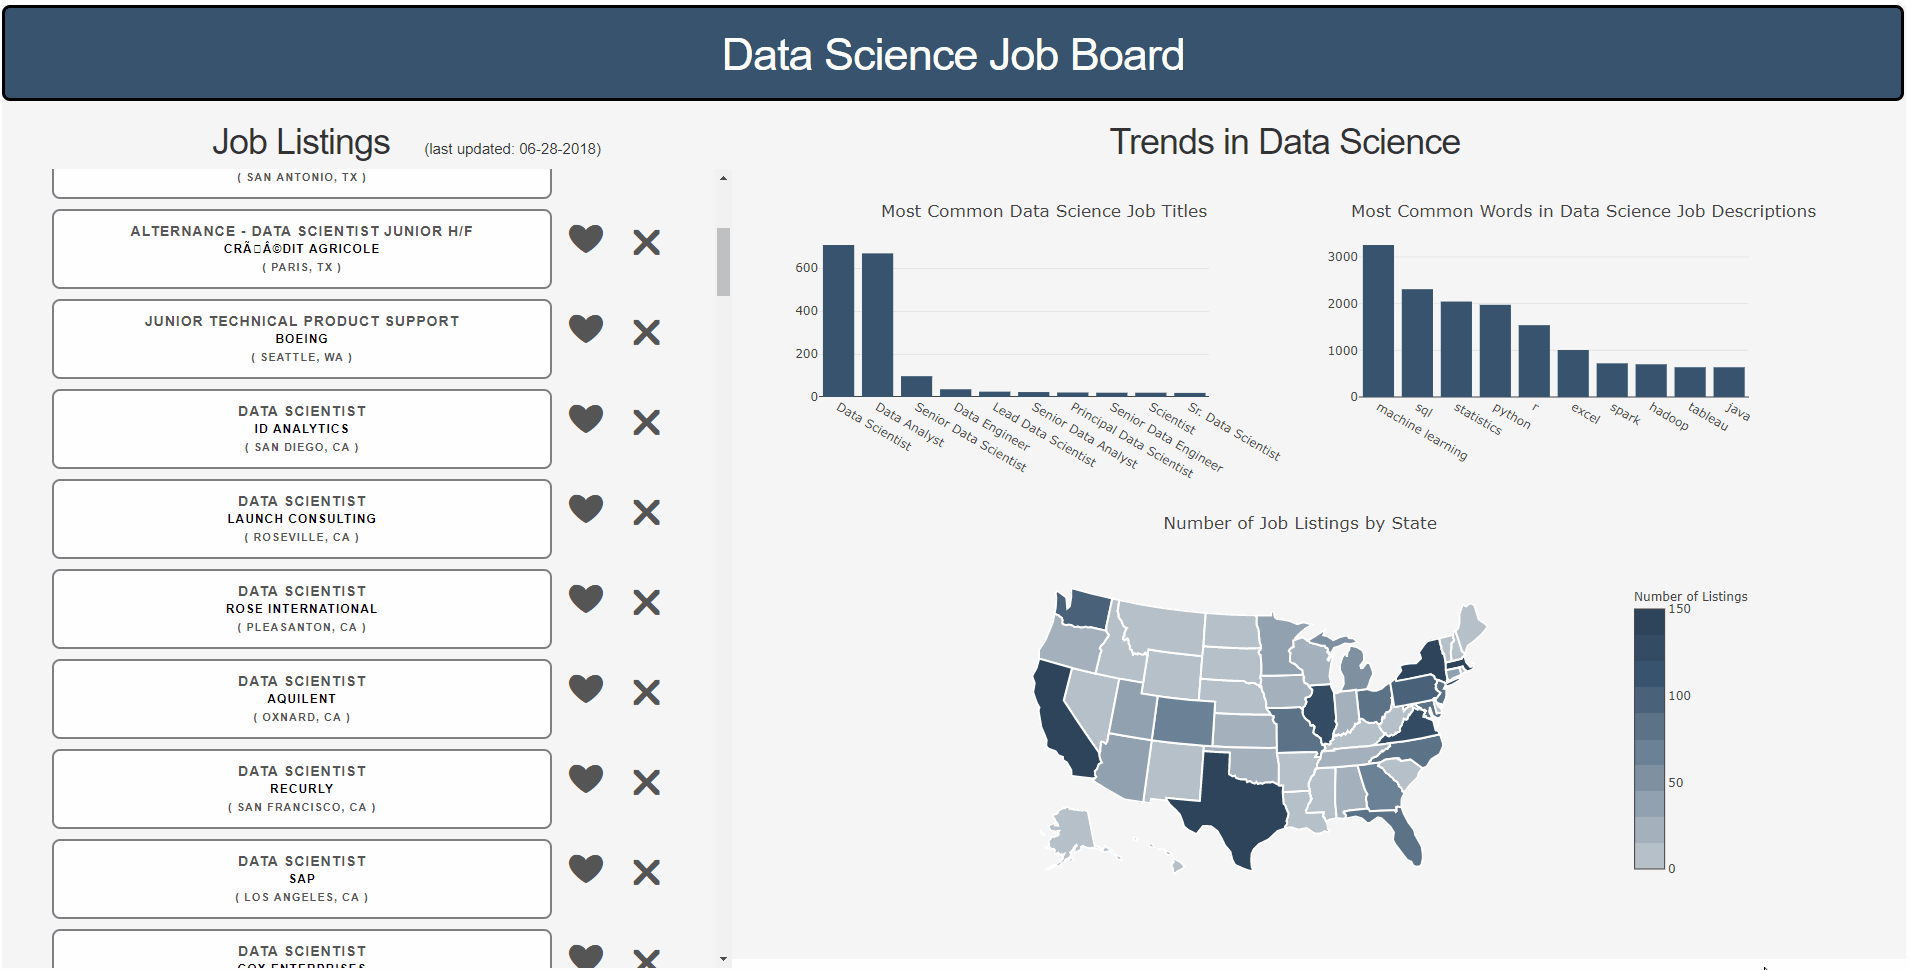 Data Science Job Board
Job Listings
(last updated: 06-28-2018)
( SAN ANTONIO, TX )
ALTERNANCE - DATA SCIENTIST JUNIOR H/F
CRÃ□Â©DIT AGRICOLE
( PARIS, TX )
JUNIOR TECHNICAL PRODUCT SUPPORT
BOEING
( SEATTLE, WA )
DATA SCIENTIST
ID ANALYTICS
( SAN DIEGO, CA )
DATA SCIENTIST
LAUNCH CONSULTING
( ROSEVILLE, CA )
DATA SCIENTIST
ROSE INTERNATIONAL
( PLEASANTON, CA )
DATA SCIENTIST
AQUILENT
( OXNARD, CA )
DATA SCIENTIST
RECURLY
( SAN FRANCISCO, CA )
DATA SCIENTIST
SAP
( LOS ANGELES, CA )
DATA SCIENTIST
COX ENTERPRISES
Trends in Data Science
Most Common Data Science Job Titles
600
400
200
0
Data Scientist
Data Analyst
Senior Data Scientist
Data Engineer
Lead Data Scientist
Senior Data Analyst
Principal Data Scientist
Senior Data Engineer
Scientist
Sr. Data Scientist
Most Common Words in Data Science Job Descriptions
3000
2000
1000
0
machine learning
sql
statistics
python
r
excel
spark
hadoop
tableau
java
Number of Job Listings by State
Number of Listings
150
100
50
0